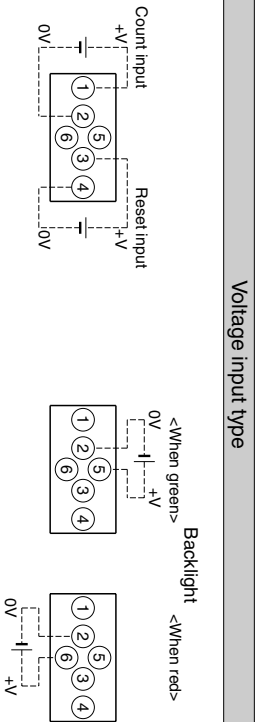 Voltage input type
Count input
Reset input
+V
+V
0V
0V
1
2
5
6
3
4
Backlight
<When green>
0V
+V
1
2
5
6
3
4
<When red>
1
2
5
6
3
4
0V
+V